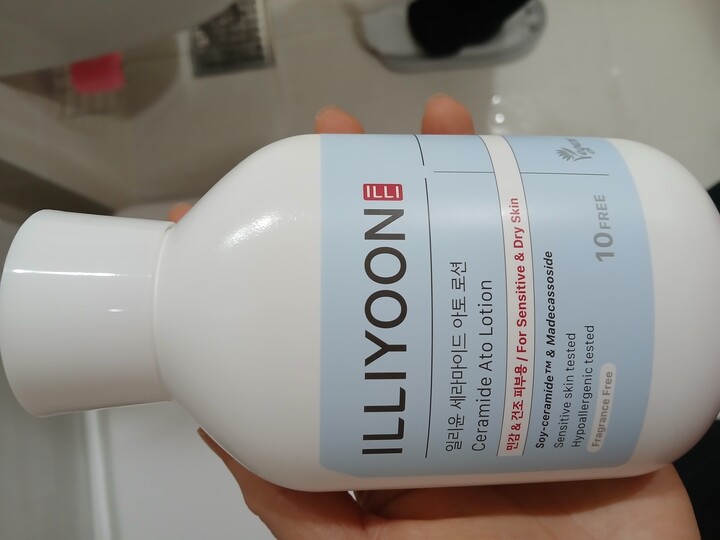 ILLIYOON ILLI
일리윤 세라마이드 아토 로션
Ceramide Ato Lotion
민감 & 건조 피부용 / For Sensitive & Dry Skin
Soy-ceramide™ & Madecassoside
Sensitive skin tested
Hypoallergenic tested
Fragrance Free
10 FREE